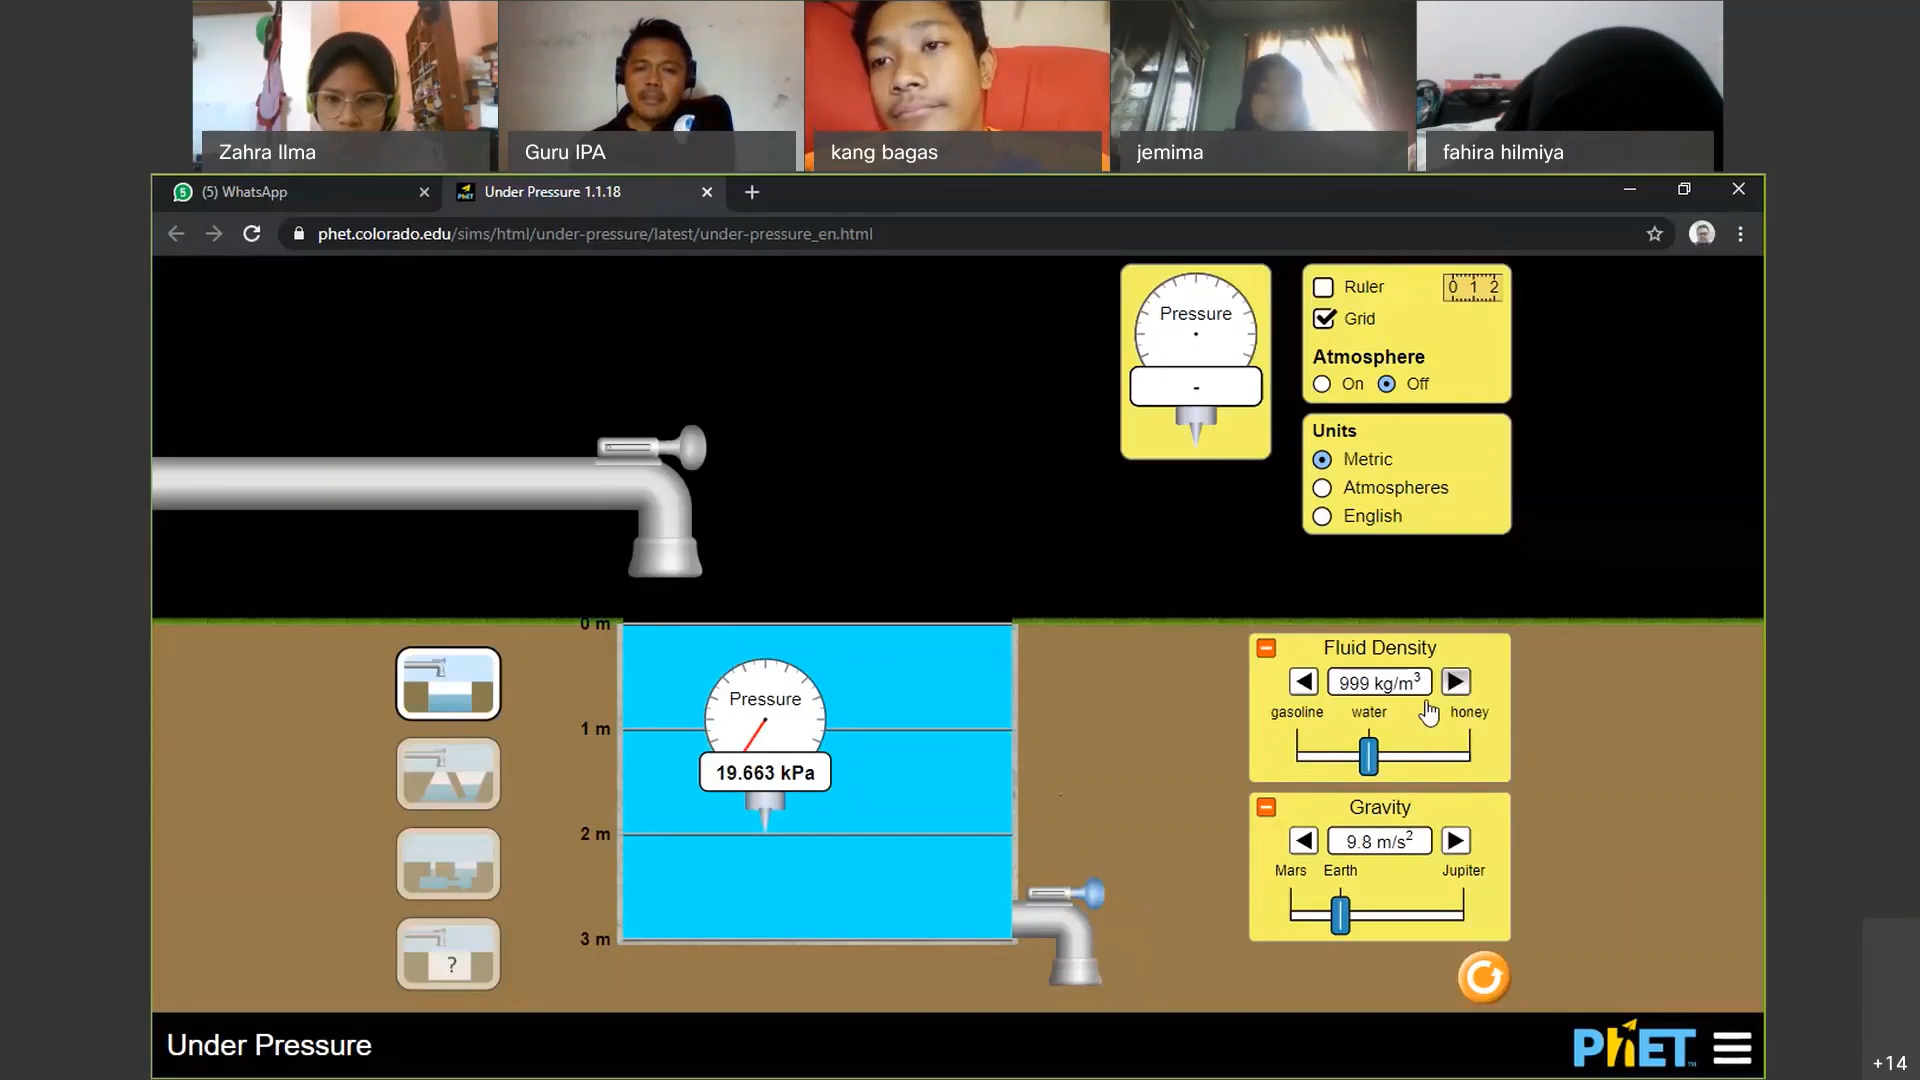 Zahra Ilma
Guru IPA
kang bagas
jemima
fahira hilmiya
5
(5) WhatsApp
PhET
Under Pressure 1.1.18
phet.colorado.edu/sims/html/under-pressure/latest/under-pressure_en.html
Pressure
-
Ruler
0 1 2
Grid
Atmosphere
On
Off
Units
Metric
Atmospheres
English
0 m
1 m
2 m
3 m
Pressure
19.663 kPa
?
Fluid Density
999 kg/m³
gasoline
water
honey
Gravity
9.8 m/s²
Mars
Earth
Jupiter
Under Pressure
PhET
+14